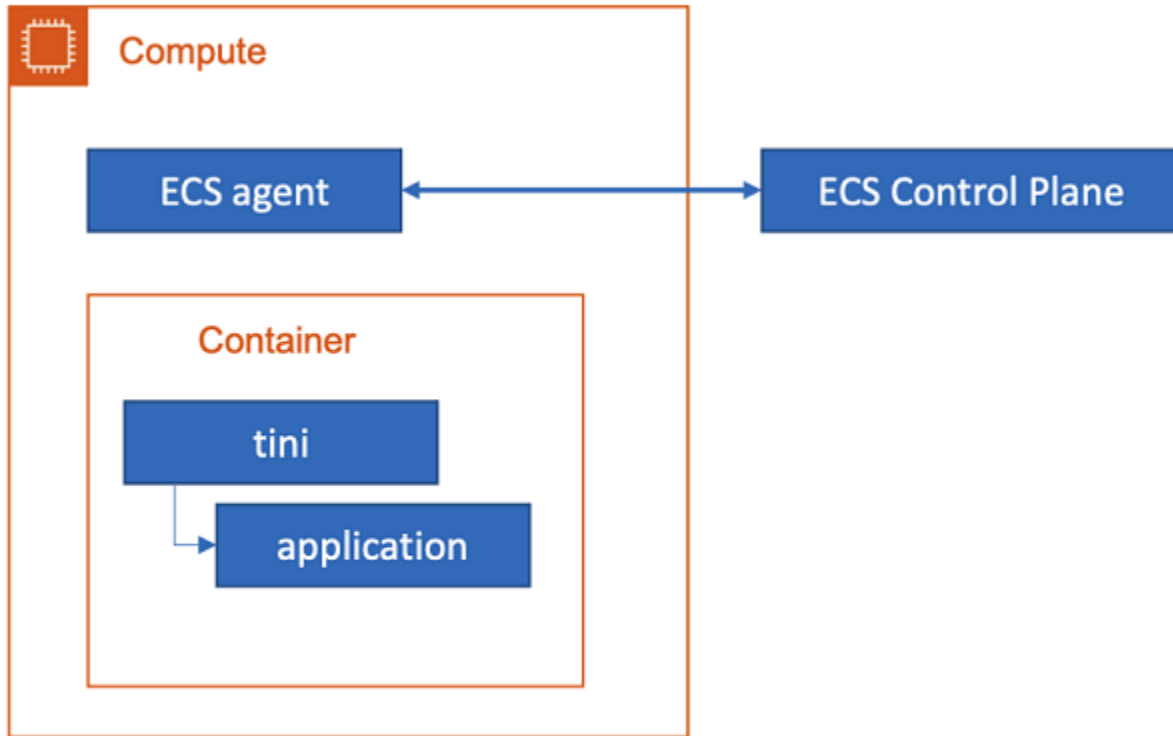 Compute
ECS agent
ECS Control Plane
Container
tini
application